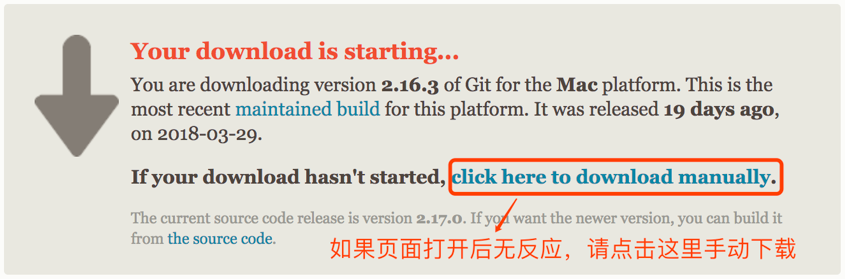 Your download is starting...
You are downloading version 2.16.3 of Git for the Mac platform. This is the
most recent maintained build for this platform. It was released 19 days ago,
on 2018-03-29.
If your download hasn't started, click here to download manually.
The current source code release is version 2.17.0. If you want the newer version, you can build it
from the source code.
如果页面打开后无反应，请点击这里手动下载